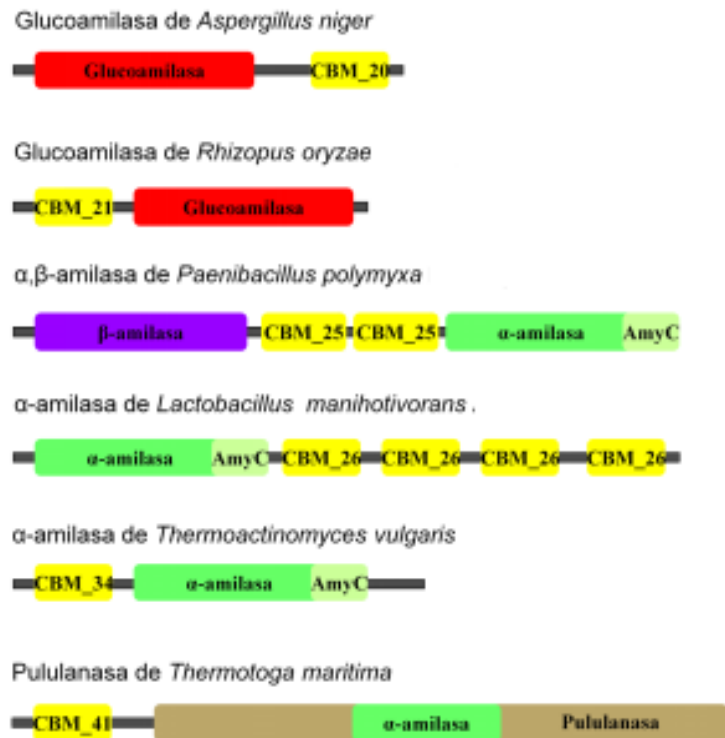 Glucoamilasa de Aspergillus niger
Glucoamilasa CBM_20
Glucoamilasa de Rhizopus oryzae
CBM_21 Glucoamilasa
α,β-amilasa de Paenibacillus polymyxa
β-amilasa CBM_25 CBM_25 α-amilasa AmyC
α-amilasa de Lactobacillus manihotivorans .
α-amilasa AmyC CBM_26 CBM_26 CBM_26 CBM_26
α-amilasa de Thermoactinomyces vulgaris
CBM_34 α-amilasa AmyC
Pululanasa de Thermotoga maritima
CBM_41 α-amilasa Pululanasa